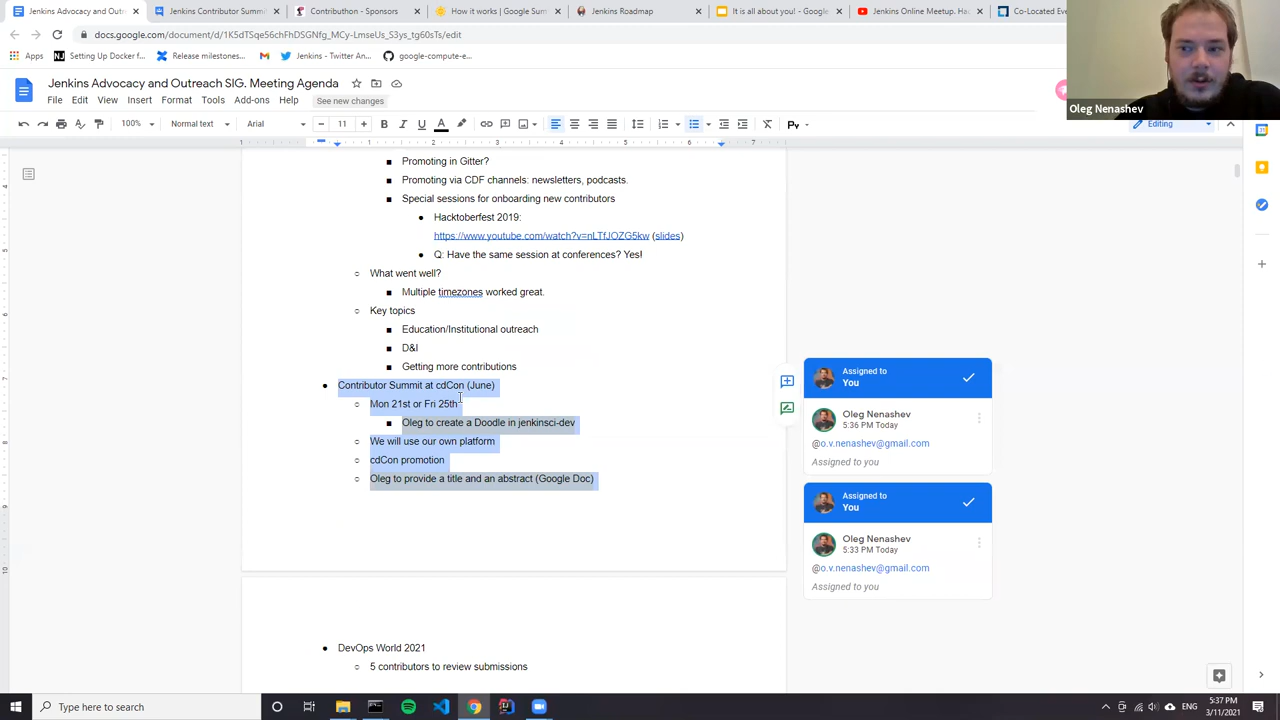 Jenkins Advocacy and Out
Jenkins Contributor Summit
Contributhon - Sponsors
How it works | Google Sum
Jenkins Roadmap
It is all about you! - Google
Jenkins Online Meetup. Ha
Co-Located Eve
docs.google.com/document/d/1K5dTSqe56chFhDSGNfg_MCy-LmseUs_S3ys_tg60sTs/edit
Apps
Setting Up Docker f...
Release milestones...
Jenkins - Twitter An...
google-compute-e...
Oleg Nenashev
Jenkins Advocacy and Outreach SIG. Meeting Agenda
File Edit View Insert Format Tools Add-ons Help
See new changes
100%
Normal text
Arial
11
Editing
Promoting in Gitter?
Promoting via CDF channels: newsletters, podcasts.
Special sessions for onboarding new contributors
Hacktoberfest 2019:
https://www.youtube.com/watch?v=nLTfJOZG5kw (slides)
Q: Have the same session at conferences? Yes!
What went well?
Multiple timezones worked great.
Key topics
Education/Institutional outreach
D&I
Getting more contributions
Contributor Summit at cdCon (June)
Mon 21st or Fri 25th
Oleg to create a Doodle in jenkinsci-dev
We will use our own platform
cdCon promotion
Oleg to provide a title and an abstract (Google Doc)
DevOps World 2021
5 contributors to review submissions
Assigned to
You
Oleg Nenashev
5:36 PM Today
@o.v.nenashev@gmail.com
Assigned to you
Assigned to
You
Oleg Nenashev
5:33 PM Today
@o.v.nenashev@gmail.com
Assigned to you
Type here to search
ENG
5:37 PM
3/11/2021